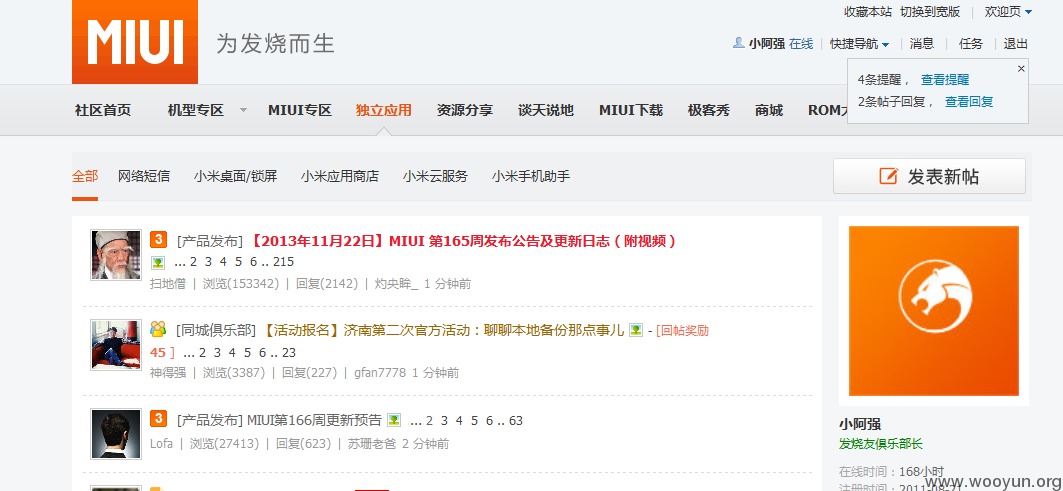 收藏本站 切换到宽版 | 欢迎页
MIUI 为发烧而生
小阿强 在线 | 快捷导航 | 消息 | 任务 | 退出
4条提醒， 查看提醒
2条帖子回复， 查看回复
社区首页 机型专区 MIUI专区 独立应用 资源分享 谈天说地 MIUI下载 极客秀 商城
全部 网络短信 小米桌面/锁屏 小米应用商店 小米云服务 小米手机助手
发表新帖
3 [产品发布] 【2013年11月22日】MIUI 第165周发布公告及更新日志（附视频）
... 2 3 4 5 6 .. 215
扫地僧 | 浏览(153342) | 回复(2142) | 灼央眸_ 1 分钟前
[同城俱乐部] 【活动报名】济南第二次官方活动：聊聊本地备份那点事儿 - [回帖奖励
45 ] ... 2 3 4 5 6 .. 23
神得强 | 浏览(3387) | 回复(227) | gfan7778 1 分钟前
3 [产品发布] MIUI第166周更新预告 ... 2 3 4 5 6 .. 63
Lofa | 浏览(27413) | 回复(623) | 苏珊老爸 2 分钟前
小阿强
发烧友俱乐部长
在线时间：168小时
www.wooyun.org